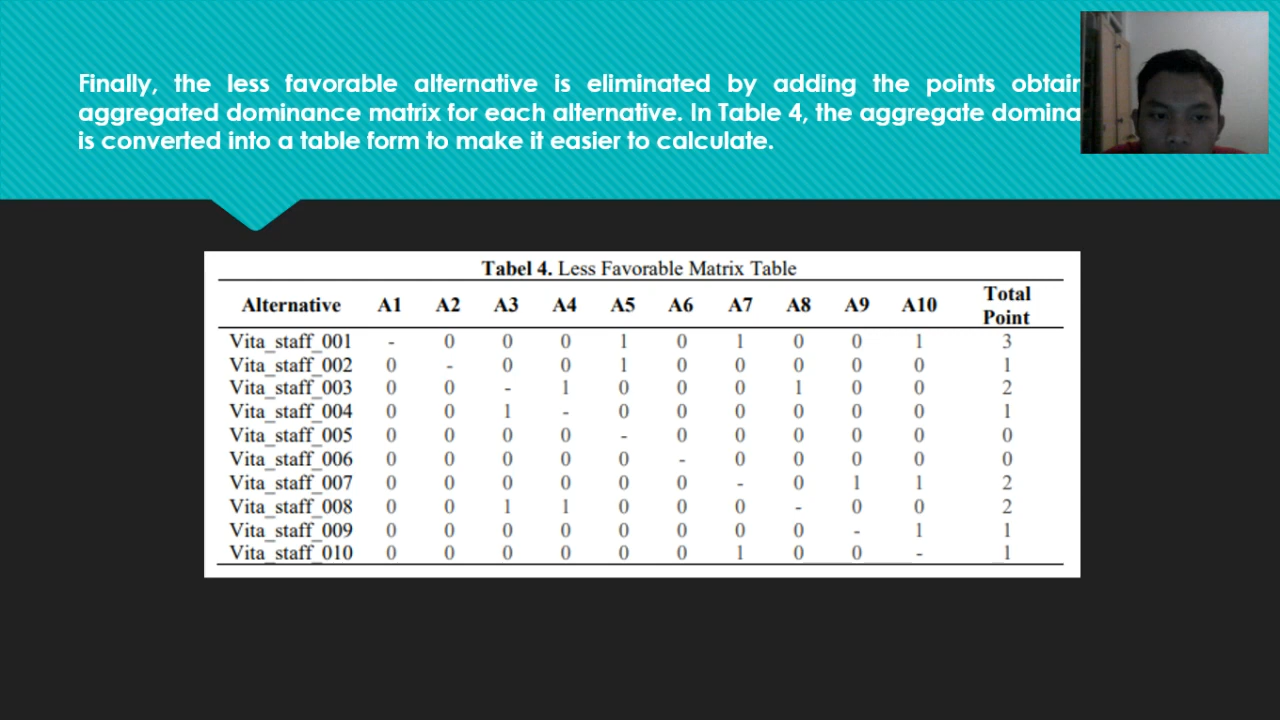 Finally, the less favorable alternative is eliminated by adding the points
aggregated dominance matrix for each alternative. In Table 4, the aggregate
is converted into a table form to make it easier to calculate.
Tabel 4. Less Favorable Matrix Table
Alternative A1 A2 A3 A4 A5 A6 A7 A8 A9 A10 Total Point
Vita_staff_001 - 0 0 0 1 0 1 0 0 1 3
Vita_staff_002 0 - 0 0 1 0 0 0 0 0 1
Vita_staff_003 0 0 - 1 0 0 0 1 0 0 2
Vita_staff_004 0 0 1 - 0 0 0 0 0 0 1
Vita_staff_005 0 0 0 0 - 0 0 0 0 0 0
Vita_staff_006 0 0 0 0 0 - 0 0 0 0 0
Vita_staff_007 0 0 0 0 0 0 - 0 1 1 2
Vita_staff_008 0 0 1 1 0 0 0 - 0 0 2
Vita_staff_009 0 0 0 0 0 0 0 0 - 1 1
Vita_staff_010 0 0 0 0 0 0 1 0 0 - 1